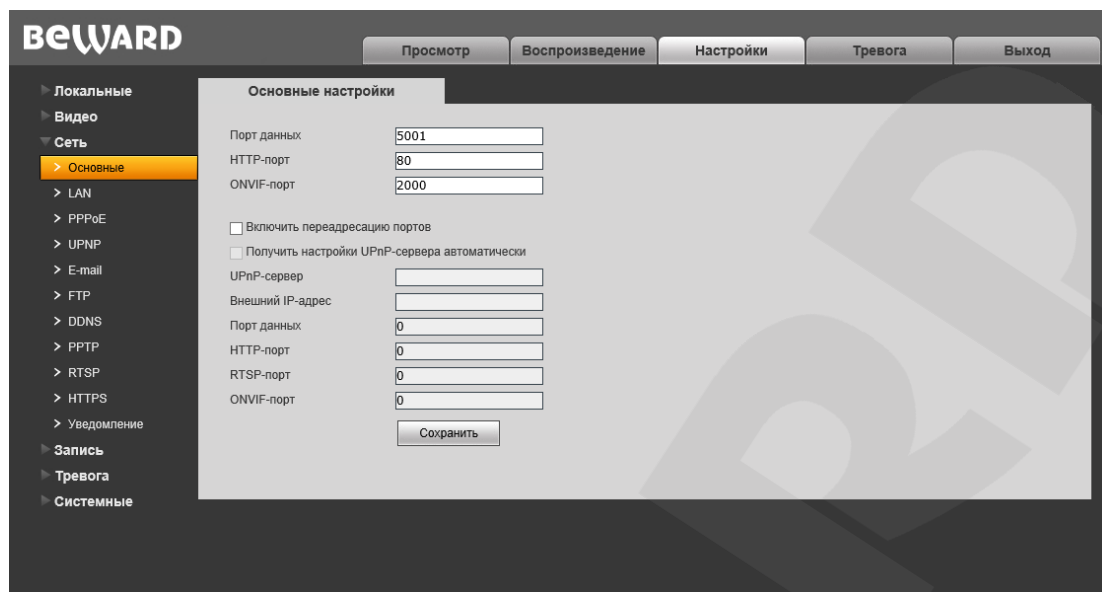 BEWARD
Просмотр
Воспроизведение
Настройки
Тревога
Выход
Локальные
Видео
Сеть
Основные
LAN
PPPoE
UPNP
E-mail
FTP
DDNS
PPTP
RTSP
HTTPS
Уведомление
Запись
Тревога
Системные
Основные настройки
Порт данных 5001
HTTP-порт 80
ONVIF-порт 2000
Включить переадресацию портов
Получить настройки UPnP-сервера автоматически
UPnP-сервер
Внешний IP-адрес
Порт данных 0
HTTP-порт 0
RTSP-порт 0
ONVIF-порт 0
Сохранить